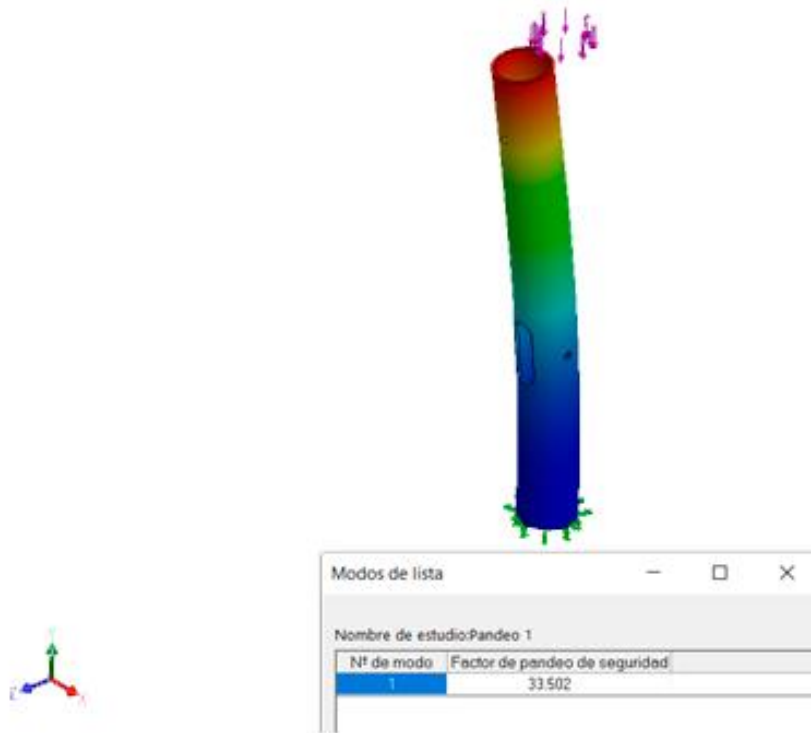 Modos de lista
Nombre de estudio:Pandeo 1
Nº de modo Factor de pandeo de seguridad
1 33.502
Y
Z X